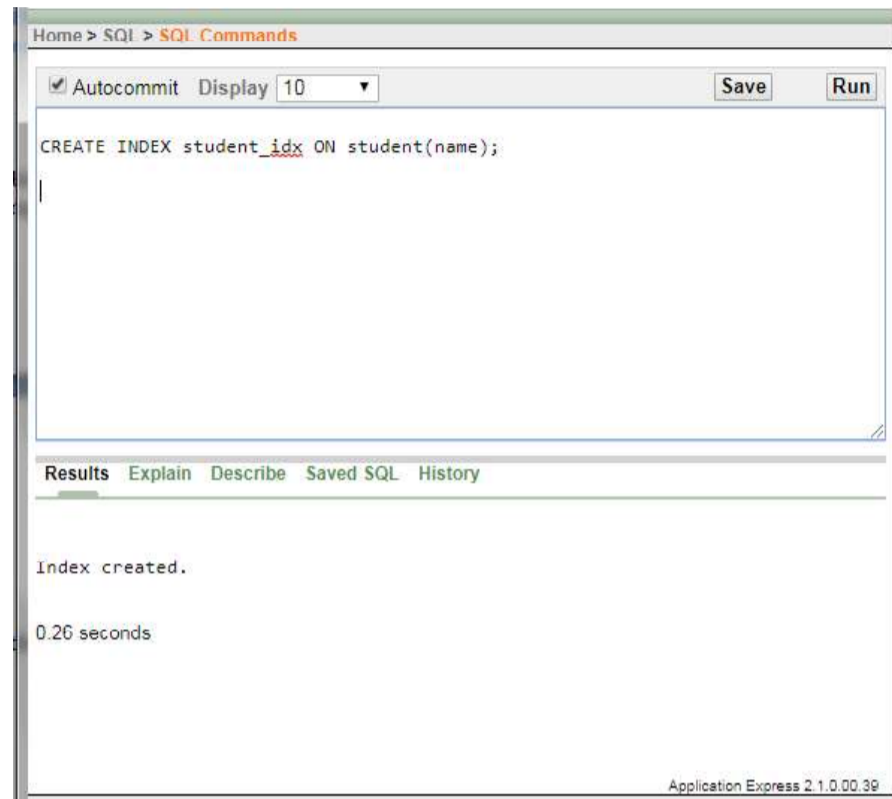 Home > SQL > SQL Commands
Autocommit Display 10 Save Run
CREATE INDEX student_idx ON student(name);
Results Explain Describe Saved SQL History
Index created.
0.26 seconds
Application Express 2.1.0.00.39